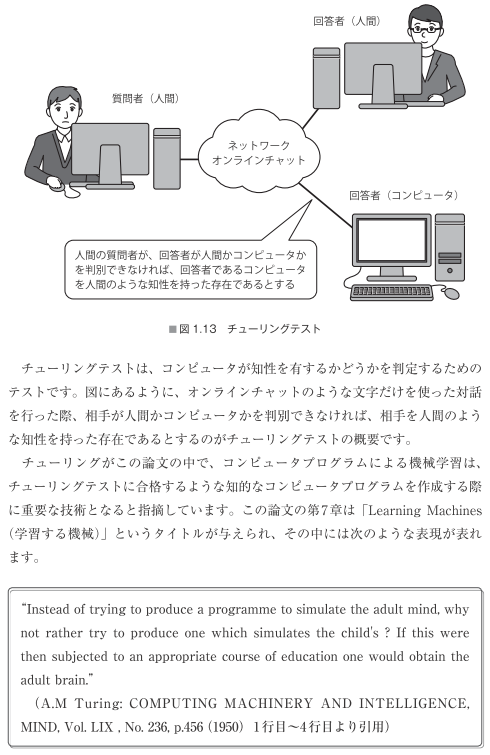 回答者（人間）
質問者（人間）
ネットワーク
オンラインチャット
回答者（コンピュータ）
人間の質問者が、回答者が人間かコンピュータか
を判別できなければ、回答者であるコンピュータ
を人間のような知性を持った存在であるとする
■図 1.13　チューリングテスト
チューリングテストは、コンピュータが知性を有するかどうかを判定するための
テストです。図にあるように、オンラインチャットのような文字だけを使った対話
を行った際、相手が人間かコンピュータかを判別できなければ、相手を人間のよう
な知性を持った存在であるとするのがチューリングテストの概要です。
チューリングがこの論文の中で、コンピュータプログラムによる機械学習は、
チューリングテストに合格するような知的なコンピュータプログラムを作成する際
に重要な技術となると指摘しています。この論文の第7章は「Learning Machines
（学習する機械）」というタイトルが与えられ、その中には次のような表現が表れ
ます。
"Instead of trying to produce a programme to simulate the adult mind, why
not rather try to produce one which simulates the child's ? If this were
then subjected to an appropriate course of education one would obtain the
adult brain."
（A.M Turing: COMPUTING MACHINERY AND INTELLIGENCE,
MIND, Vol. LIX , No. 236, p.456 (1950) 1行目～4行目より引用）